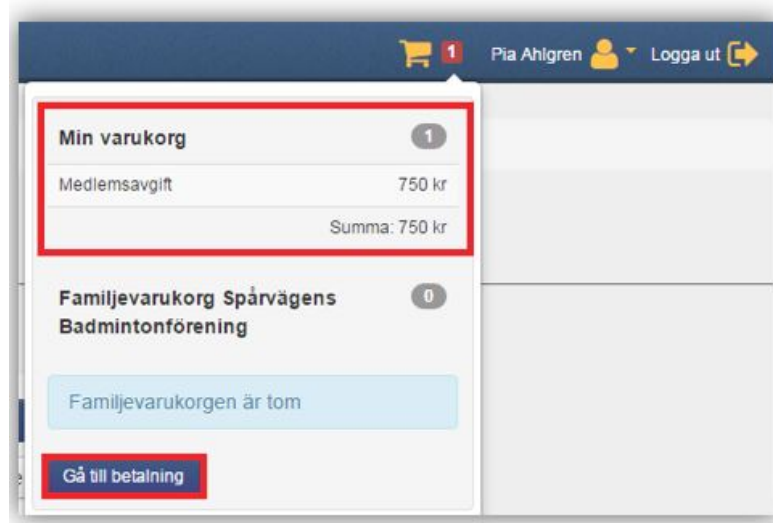 1 Pia Ahlgren Logga ut
Min varukorg 1
Medlemsavgift 750 kr
Summa: 750 kr
Familjevarukorg Spårvägens 0
Badmintonförening
Familjevarukorgen är tom
Gå till betalning